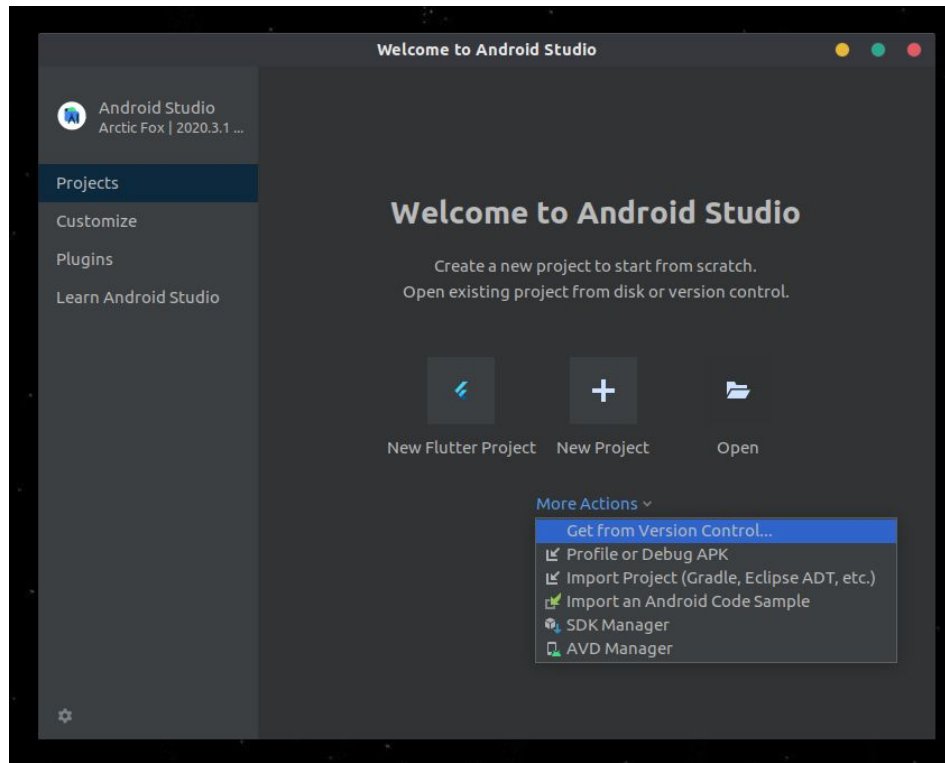 Welcome to Android Studio
Android Studio
Arctic Fox | 2020.3.1 ...
Projects
Customize
Plugins
Learn Android Studio
Welcome to Android Studio
Create a new project to start from scratch.
Open existing project from disk or version control.
New Flutter Project
New Project
Open
More Actions
Get from Version Control...
Profile or Debug APK
Import Project (Gradle, Eclipse ADT, etc.)
Import an Android Code Sample
SDK Manager
AVD Manager